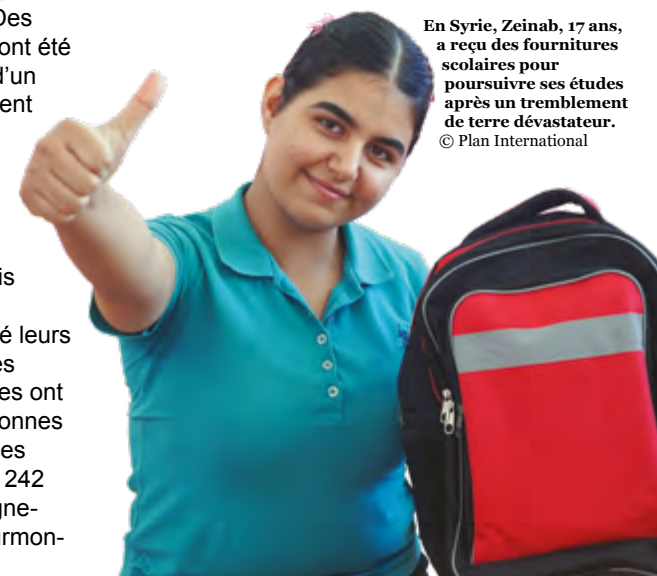 Des
ont été
d'un
ent
is
é leurs
es
es ont
onnes
es
242
gne-
rmon-
En Syrie, Zeinab, 17 ans,
a reçu des fournitures
scolaires pour
poursuivre ses études
après un tremblement
de terre dévastateur.
© Plan International